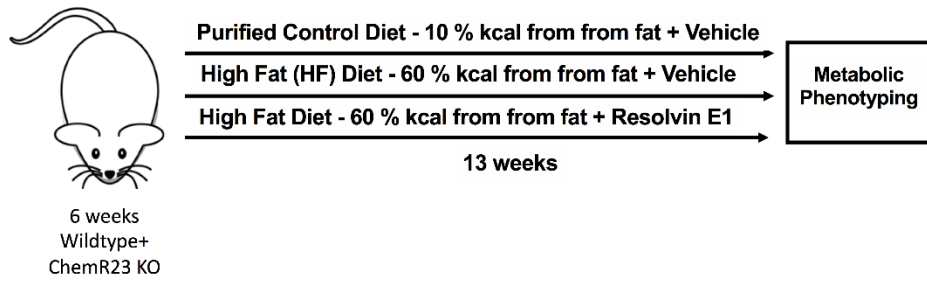 Purified Control Diet - 10 % kcal from from fat + Vehicle
High Fat (HF) Diet - 60 % kcal from from fat + Vehicle
High Fat Diet - 60 % kcal from from fat + Resolvin E1
13 weeks
Metabolic
Phenotyping
6 weeks
Wildtype+
ChemR23 KO